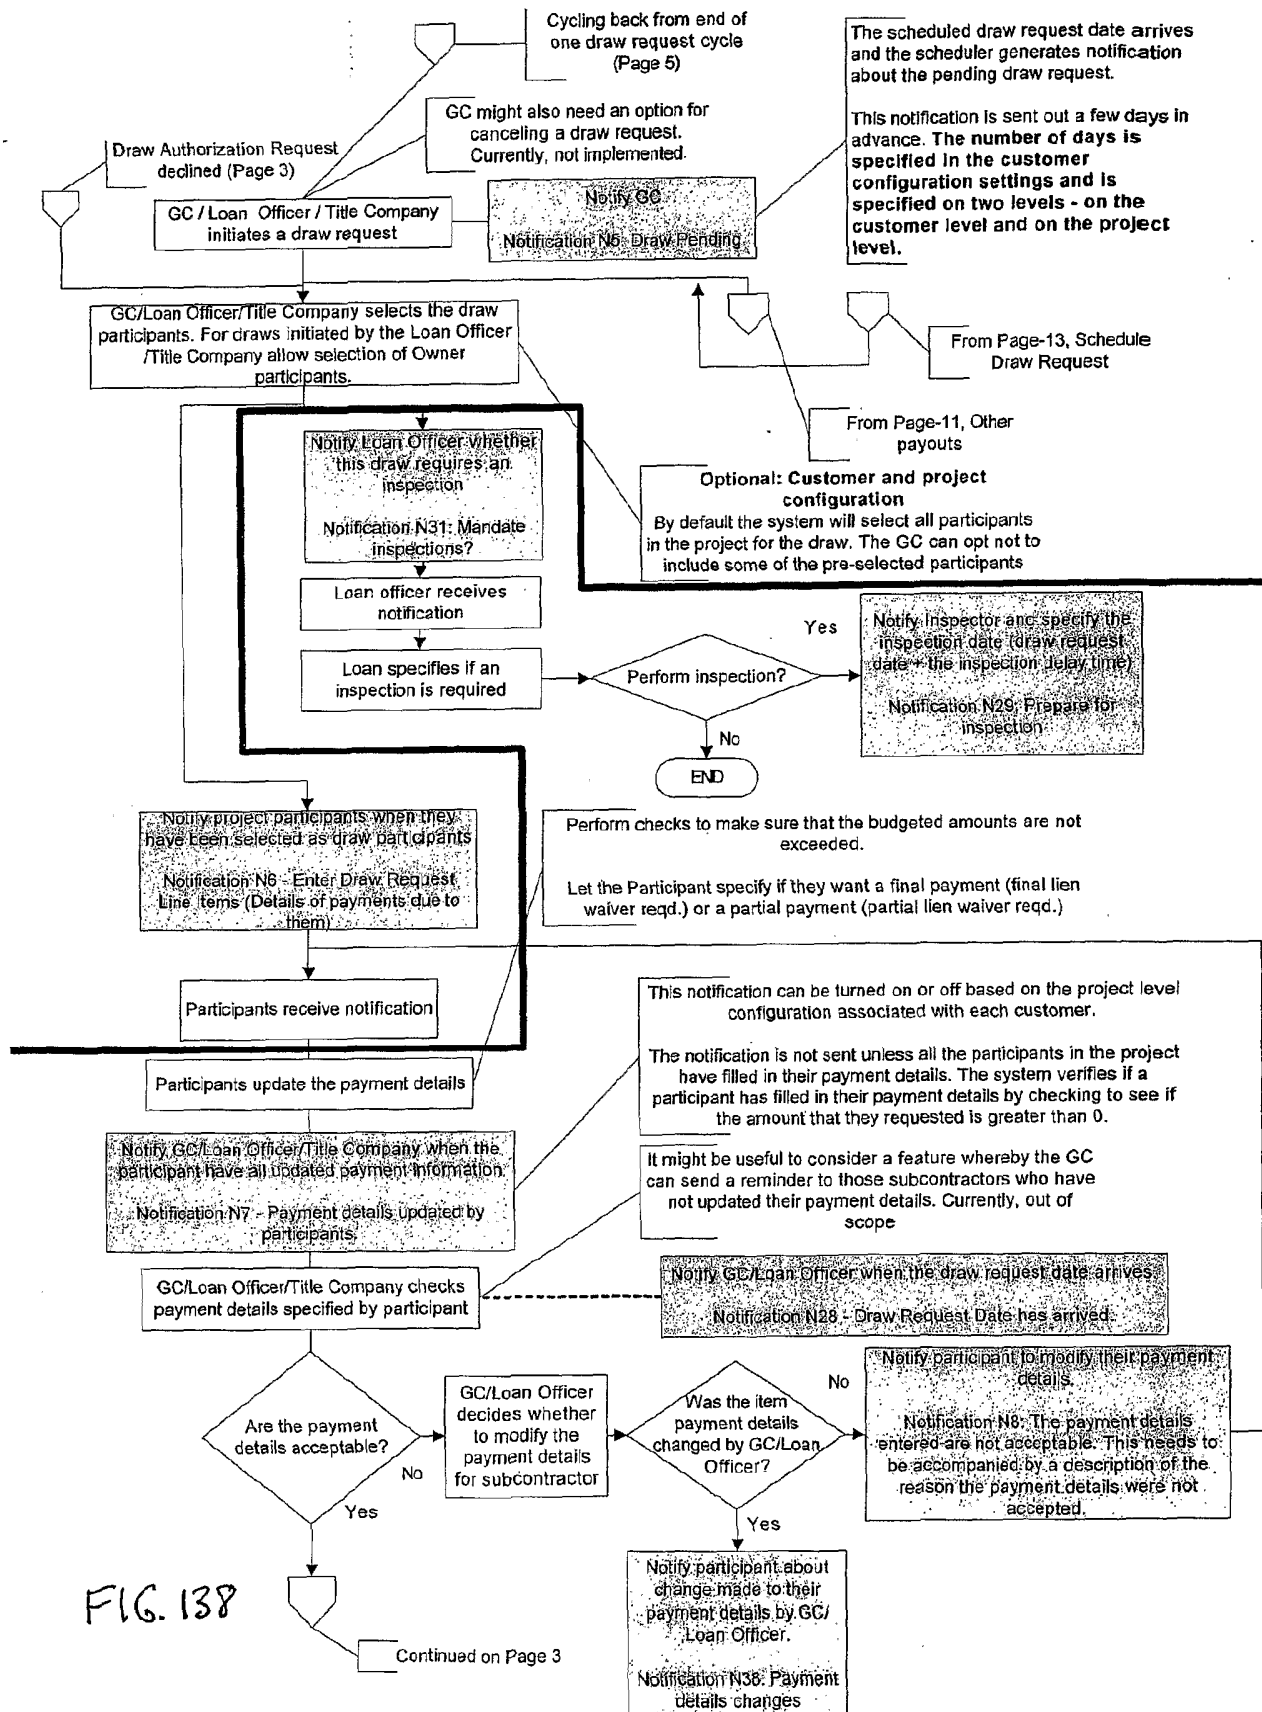 Cycling back from end of
one draw request cycle
(Page 5)
The scheduled draw request date arrives
and the scheduler generates notification
about the pending draw request.
This notification is sent out a few days in
advance. The number of days is
specified in the customer
configuration settings and is
specified on two levels - on the
customer level and on the project
level.
GC might also need an option for
canceling a draw request.
Currently, not implemented.
Draw Authorization Request
declined (Page 3)
GC / Loan Officer / Title Company
initiates a draw request
Notify GC
Notification N5: Draw Pending
GC/Loan Officer/Title Company selects the draw
participants. For draws initiated by the Loan Officer
/Title Company allow selection of Owner
participants.
From Page-13, Schedule
Draw Request
From Page-11, Other
payouts
Notify Loan Officer whether
this draw requires an
inspection
Notification N31: Mandate
inspections?
Optional: Customer and project
configuration
By default the system will select all participants
in the project for the draw. The GC can opt not to
include some of the pre-selected participants
Loan officer receives
notification
Loan specifies if an
inspection is required
Perform inspection?
Yes
No
END
Notify Inspector and specify the
inspection date (draw request
date + the inspection delay time)
Notification N29: Prepare for
inspection
Notify project participants when they
have been selected as draw participants
Notification N6 - Enter Draw Request
Line Items (Details of payments due to
them)
Perform checks to make sure that the budgeted amounts are not
exceeded.
Let the Participant specify if they want a final payment (final lien
waiver reqd.) or a partial payment (partial lien waiver reqd.)
Participants receive notification
Participants update the payment details
This notification can be turned on or off based on the project level
configuration associated with each customer.
The notification is not sent unless all the participants in the project
have filled in their payment details. The system verifies if a
participant has filled in their payment details by checking to see if
the amount that they requested is greater than 0.
Notify GC/Loan Officer/Title Company when the
participant have all updated payment information
Notification N7 - Payment details updated by
participants.
It might be useful to consider a feature whereby the GC
can send a reminder to those subcontractors who have
not updated their payment details. Currently, out of
scope
GC/Loan Officer/Title Company checks
payment details specified by participant
Notify GC/Loan Officer when the draw request date arrives
Notification N28 - Draw Request Date has arrived.
Are the payment
details acceptable?
No
Yes
GC/Loan Officer
decides whether
to modify the
payment details
for subcontractor
Was the item
payment details
changed by GC/Loan
Officer?
No
Yes
Notify participant to modify their payment
details.
Notification N8: The payment details
entered are not acceptable. This needs to
be accompanied by a description of the
reason the payment details were not
accepted.
Notify participant about
change made to their
payment details by GC/
Loan Officer.
Notification N38: Payment
details changes
Continued on Page 3
FIG. 138